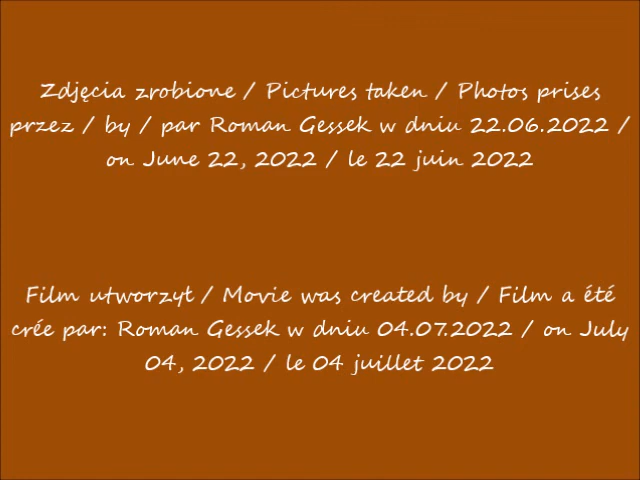 Zdjęcia zrobione / Pictures taken / Photos prises
przez / by / par Roman Gessek w dniu 22.06.2022 /
on June 22, 2022 / le 22 juin 2022
Film utworzył / Movie was created by / Film a été
crée par: Roman Gessek w dniu 04.07.2022 / on July
04, 2022 / le 04 juillet 2022